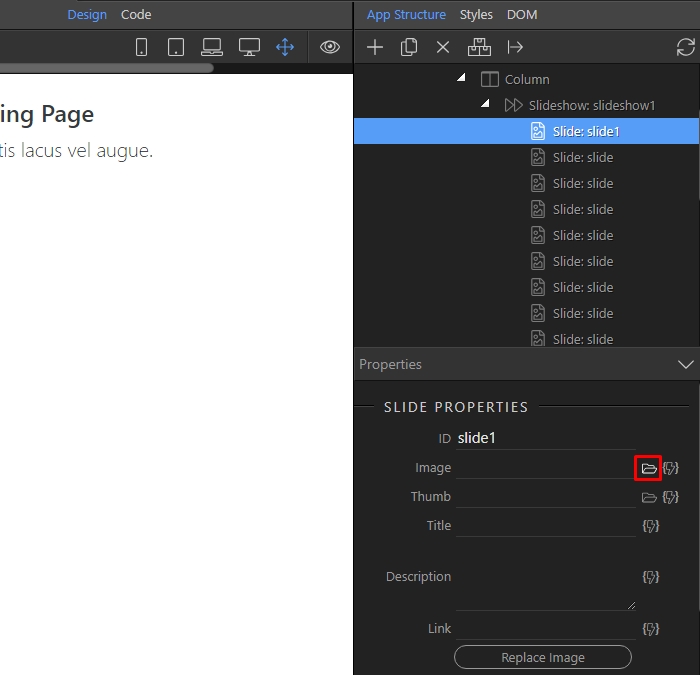 Design Code
App Structure Styles DOM
Column
Slideshow: slideshow1
Slide: slide1
Slide: slide
Slide: slide
Slide: slide
Slide: slide
Slide: slide
Slide: slide
Slide: slide
Slide: slide
ing Page
tis lacus vel augue.
Properties
SLIDE PROPERTIES
ID slide1
Image
Thumb
Title
Description
Link
Replace Image